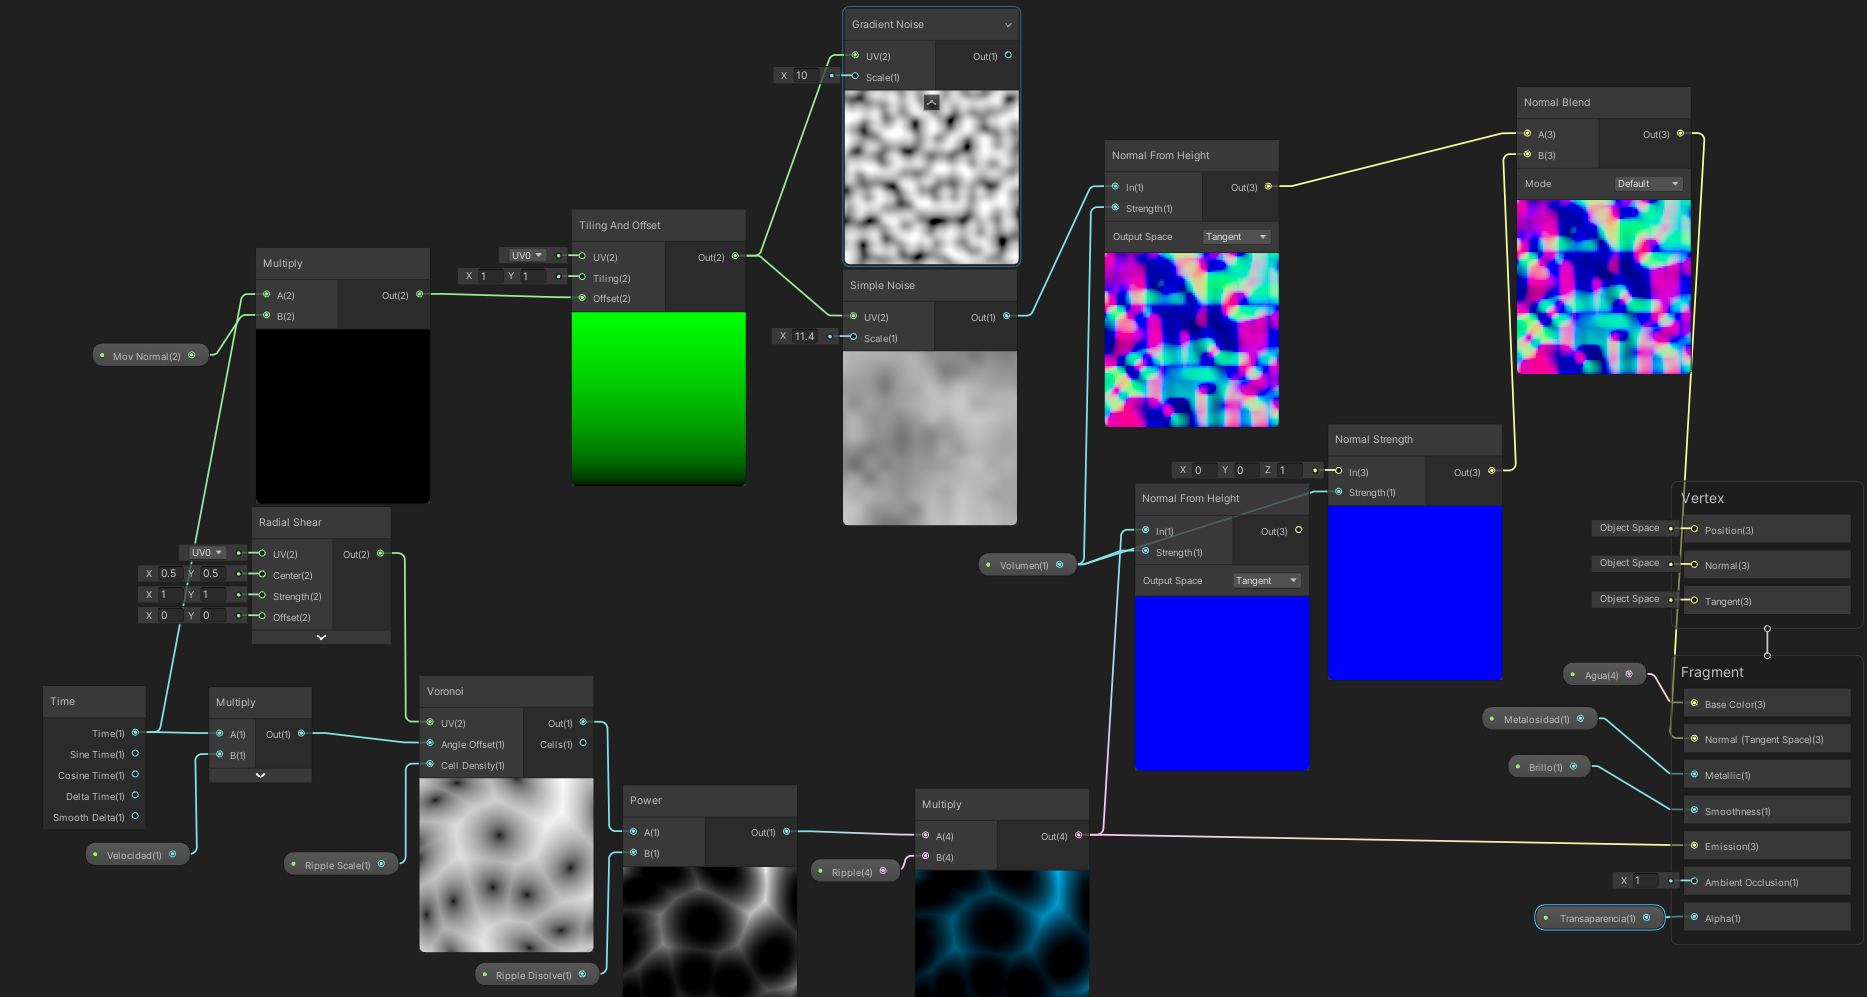 Gradient Noise
UV(2)
Out(1)
X 10
Scale(1)
Normal Blend
A(3)
Out(3)
B(3)
Mode
Default
Normal From Height
In(1)
Out(3)
Strength(1)
Output Space
Tangent
Tiling And Offset
UV0
UV(2)
Out(2)
X 1 Y 1
Tiling(2)
Offset(2)
Multiply
A(2)
Out(2)
B(2)
Mov Normal(2)
Simple Noise
UV(2)
Out(1)
X 11.4
Scale(1)
Normal Strength
X 0 Y 0 Z 1
In(3)
Out(3)
Strength(1)
Normal From Height
In(1)
Out(3)
Strength(1)
Output Space
Tangent
Volumen(1)
Radial Shear
UV0
UV(2)
Out(2)
X 0.5 Y 0.5
Center(2)
X 1 Y 1
Strength(2)
X 0 Y 0
Offset(2)
Vertex
Object Space
Position(3)
Object Space
Normal(3)
Object Space
Tangent(3)
Time
Time(1)
Sine Time(1)
Cosine Time(1)
Delta Time(1)
Smooth Delta(1)
Multiply
A(1)
Out(1)
B(1)
Velocidad(1)
Ripple Scale(1)
Voronoi
UV(2)
Out(1)
Angle Offset(1)
Cells(1)
Cell Density(1)
Ripple Disolve(1)
Power
A(1)
Out(1)
B(1)
Ripple(4)
Multiply
A(4)
Out(4)
B(4)
Fragment
Agua(4)
Base Color(3)
Normal (Tangent Space)(3)
Metalosidad(1)
Metallic(1)
Brillo(1)
Smoothness(1)
Emission(3)
X 1
Ambient Occlusion(1)
Transaparencia(1)
Alpha(1)